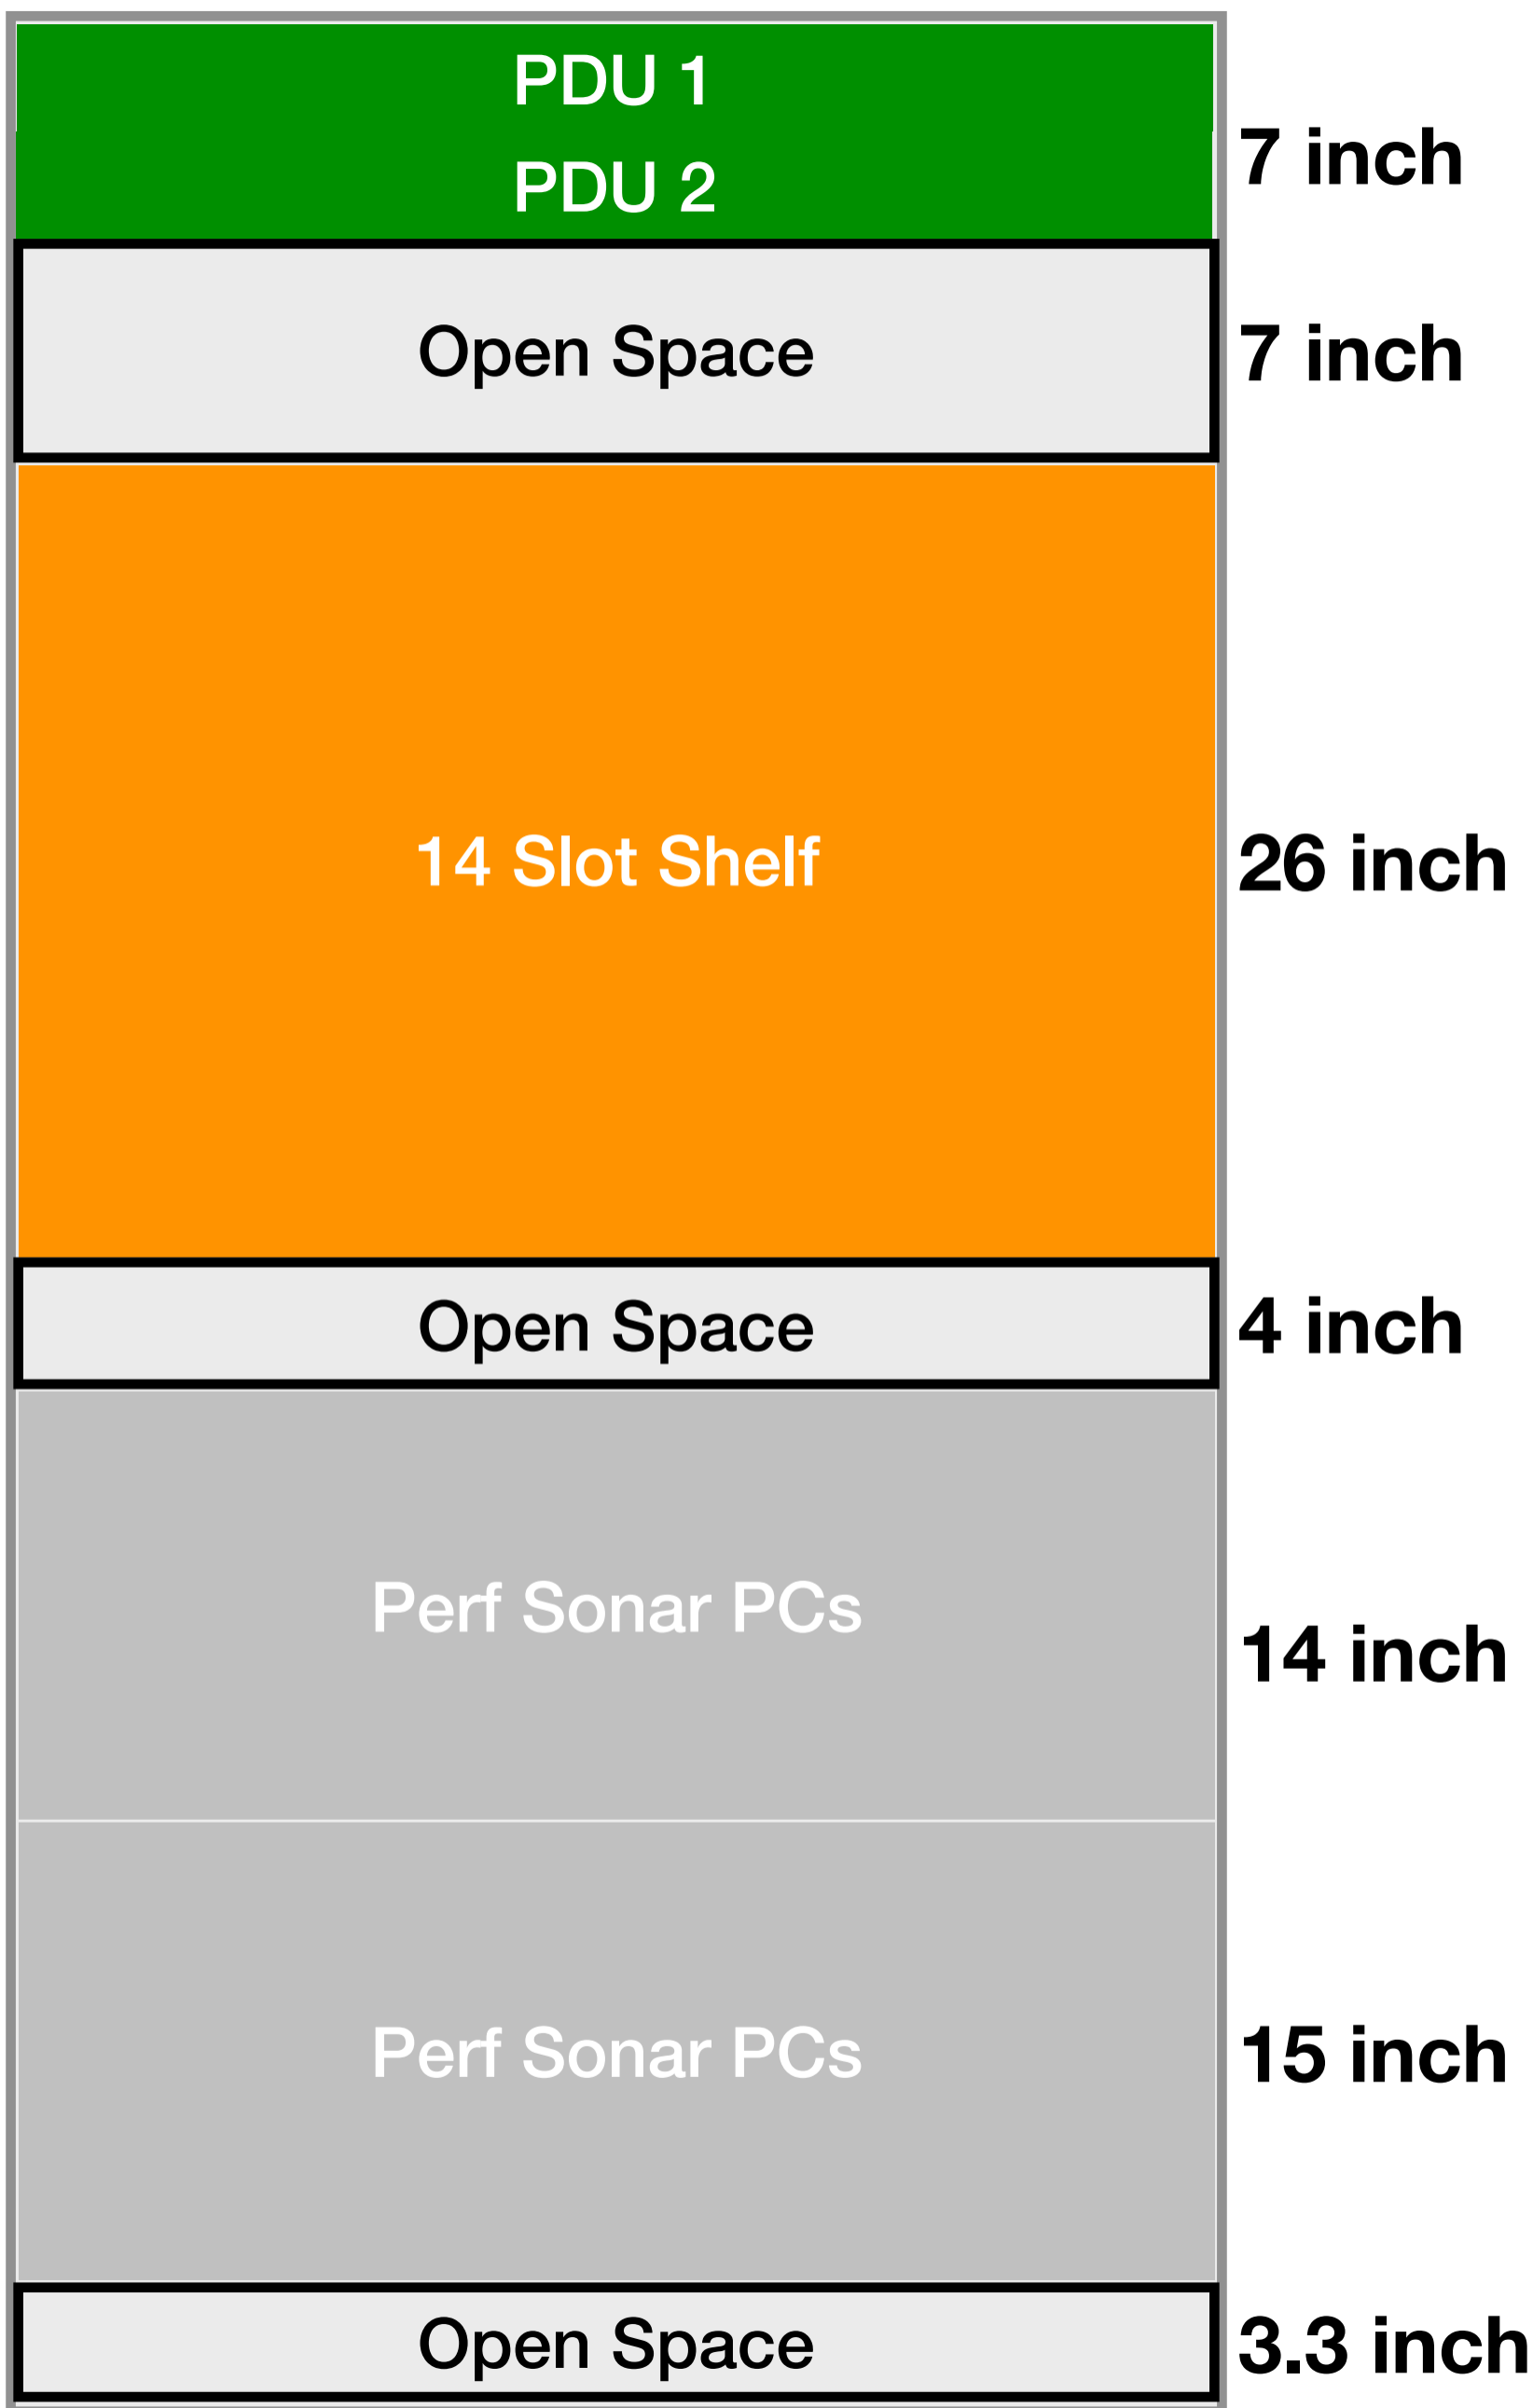 PDU 1
7 inch
PDU 2
Open Space
7 inch
14 Slot Shelf
26 inch
Open Space
4 inch
Perf Sonar PCs
14 inch
Perf Sonar PCs
15 inch
Open Space
3.3 inch